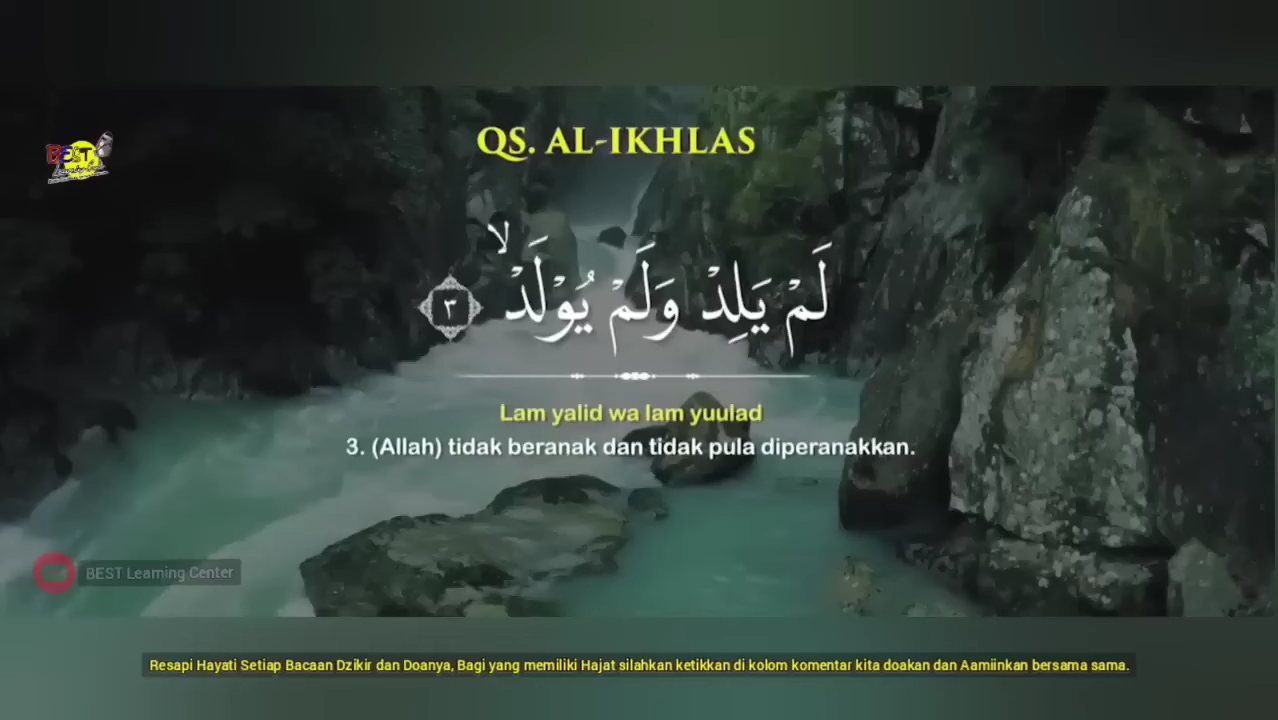 BEST
QS. AL-IKHLAS
لَمْ يَلِدْ وَلَمْ يُوْلَدْۙ ٣
Lam yalid wa lam yuulad
3. (Allah) tidak beranak dan tidak pula diperanakkan.
BEST Learning Center
Resapi Hayati Setiap Bacaan Dzikir dan Doanya, Bagi yang memiliki Hajat silahkan ketikkan di kolom komentar kita doakan dan Aamiinkan bersama sama.